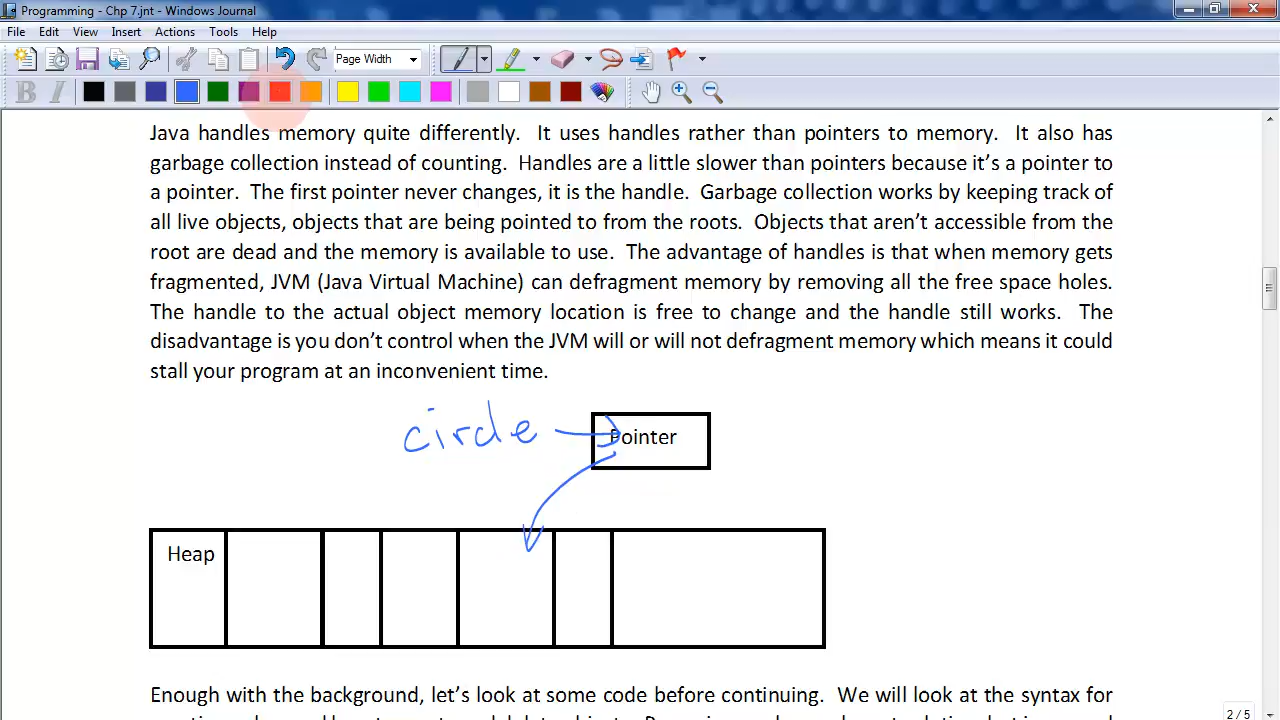 Programming - Chp 7.jnt - Windows Journal
File Edit View Insert Actions Tools Help
Page Width
B I
Java handles memory quite differently. It uses handles rather than pointers to memory. It also has
garbage collection instead of counting. Handles are a little slower than pointers because it's a pointer to
a pointer. The first pointer never changes, it is the handle. Garbage collection works by keeping track of
all live objects, objects that are being pointed to from the roots. Objects that aren't accessible from the
root are dead and the memory is available to use. The advantage of handles is that when memory gets
fragmented, JVM (Java Virtual Machine) can defragment memory by removing all the free space holes.
The handle to the actual object memory location is free to change and the handle still works. The
disadvantage is you don't control when the JVM will or will not defragment memory which means it could
stall your program at an inconvenient time.
circle Pointer
Heap
Enough with the background, let's look at some code before continuing. We will look at the syntax for
2/5